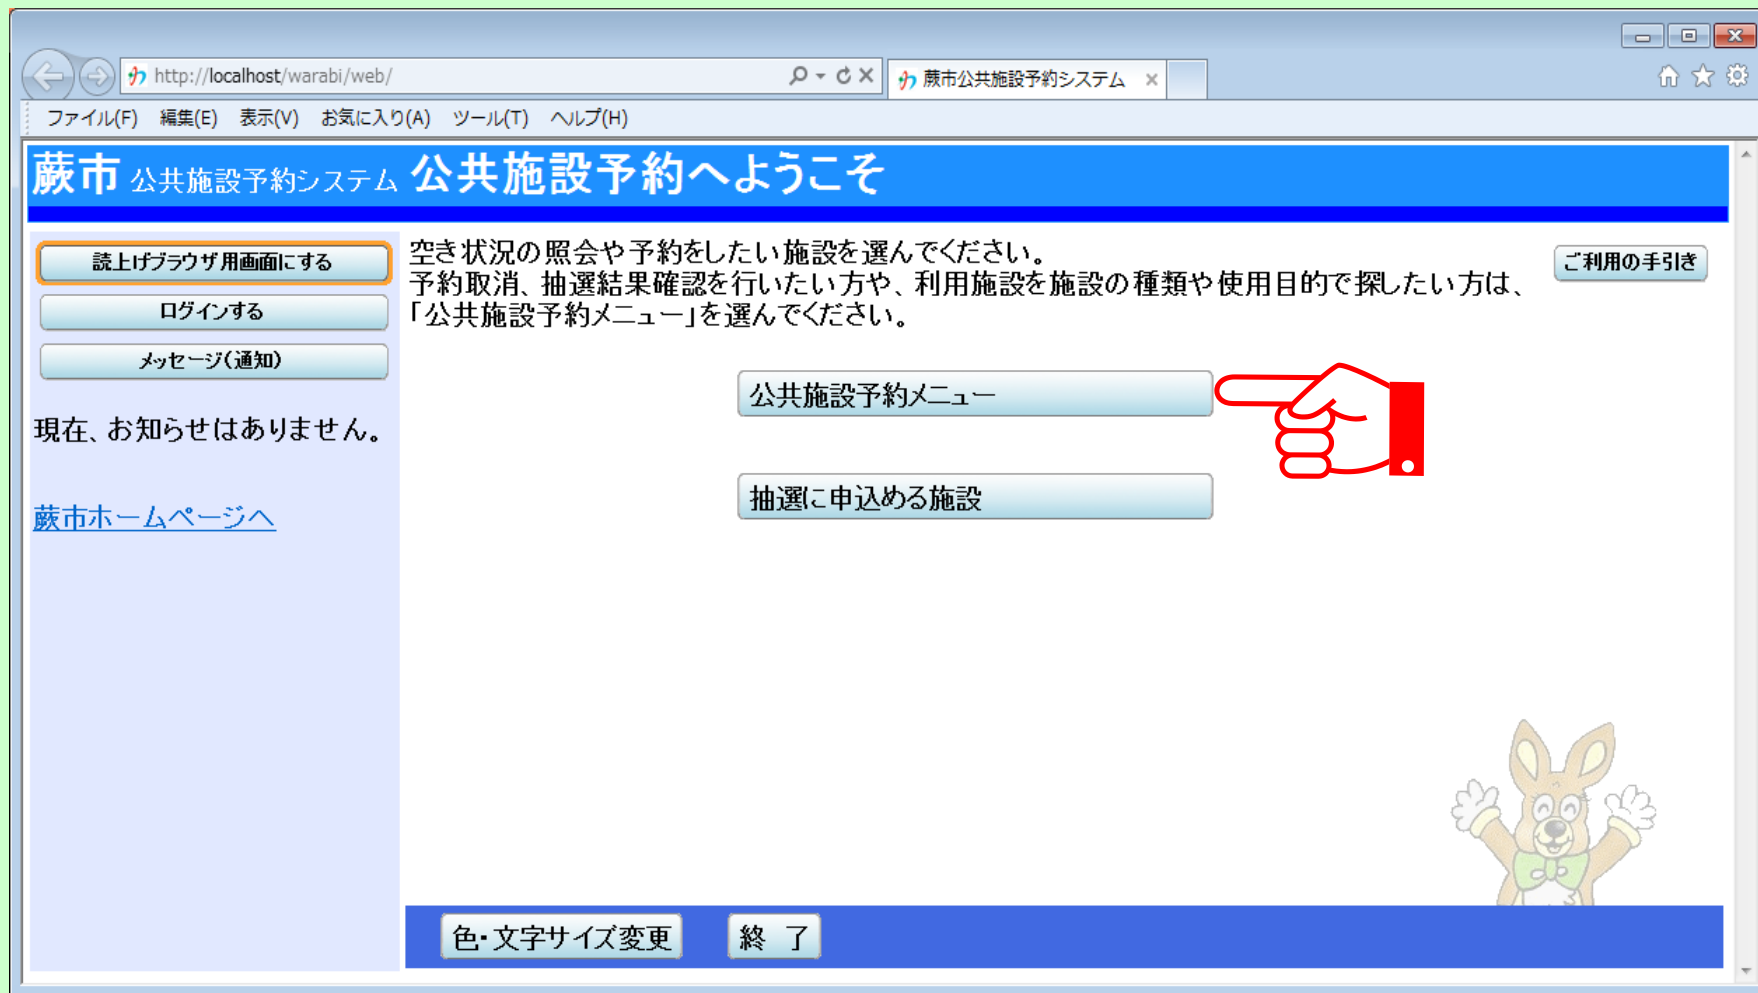 http://localhost/warabi/web/
蕨市公共施設予約システム
ファイル(F) 編集(E) 表示(V) お気に入り(A) ツール(T) ヘルプ(H)
蕨市 公共施設予約システム 公共施設予約へようこそ
読上げブラウザ用画面にする
ログインする
メッセージ(通知)
現在、お知らせはありません。
蕨市ホームページへ
空き状況の照会や予約をしたい施設を選んでください。
予約取消、抽選結果確認を行いたい方や、利用施設を施設の種類や使用目的で探したい方は、
「公共施設予約メニュー」を選んでください。
ご利用の手引き
公共施設予約メニュー
抽選に申込める施設
色・文字サイズ変更
終 了